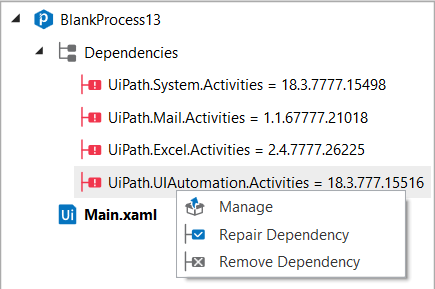 BlankProcess13
Dependencies
UiPath.System.Activities = 18.3.7777.15498
UiPath.Mail.Activities = 1.1.67777.21018
UiPath.Excel.Activities = 2.4.7777.26225
UiPath.UIAutomation.Activities = 18.3.777.15516
Ui Main.xaml
Manage
Repair Dependency
Remove Dependency